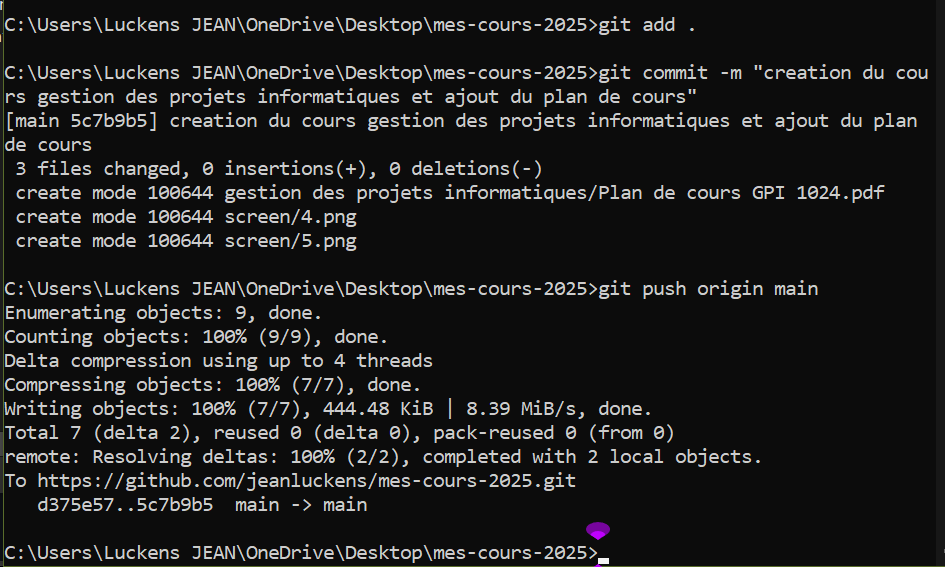 C:\Users\Luckens JEAN\OneDrive\Desktop\mes-cours-2025>git add .
C:\Users\Luckens JEAN\OneDrive\Desktop\mes-cours-2025>git commit -m "creation du cou
rs gestion des projets informatiques et ajout du plan de cours"
[main 5c7b9b5] creation du cours gestion des projets informatiques et ajout du plan
de cours
 3 files changed, 0 insertions(+), 0 deletions(-)
 create mode 100644 gestion des projets informatiques/Plan de cours GPI 1024.pdf
 create mode 100644 screen/4.png
 create mode 100644 screen/5.png
C:\Users\Luckens JEAN\OneDrive\Desktop\mes-cours-2025>git push origin main
Enumerating objects: 9, done.
Counting objects: 100% (9/9), done.
Delta compression using up to 4 threads
Compressing objects: 100% (7/7), done.
Writing objects: 100% (7/7), 444.48 KiB | 8.39 MiB/s, done.
Total 7 (delta 2), reused 0 (delta 0), pack-reused 0 (from 0)
remote: Resolving deltas: 100% (2/2), completed with 2 local objects.
To https://github.com/jeanluckens/mes-cours-2025.git
   d375e57..5c7b9b5  main -> main
C:\Users\Luckens JEAN\OneDrive\Desktop\mes-cours-2025>